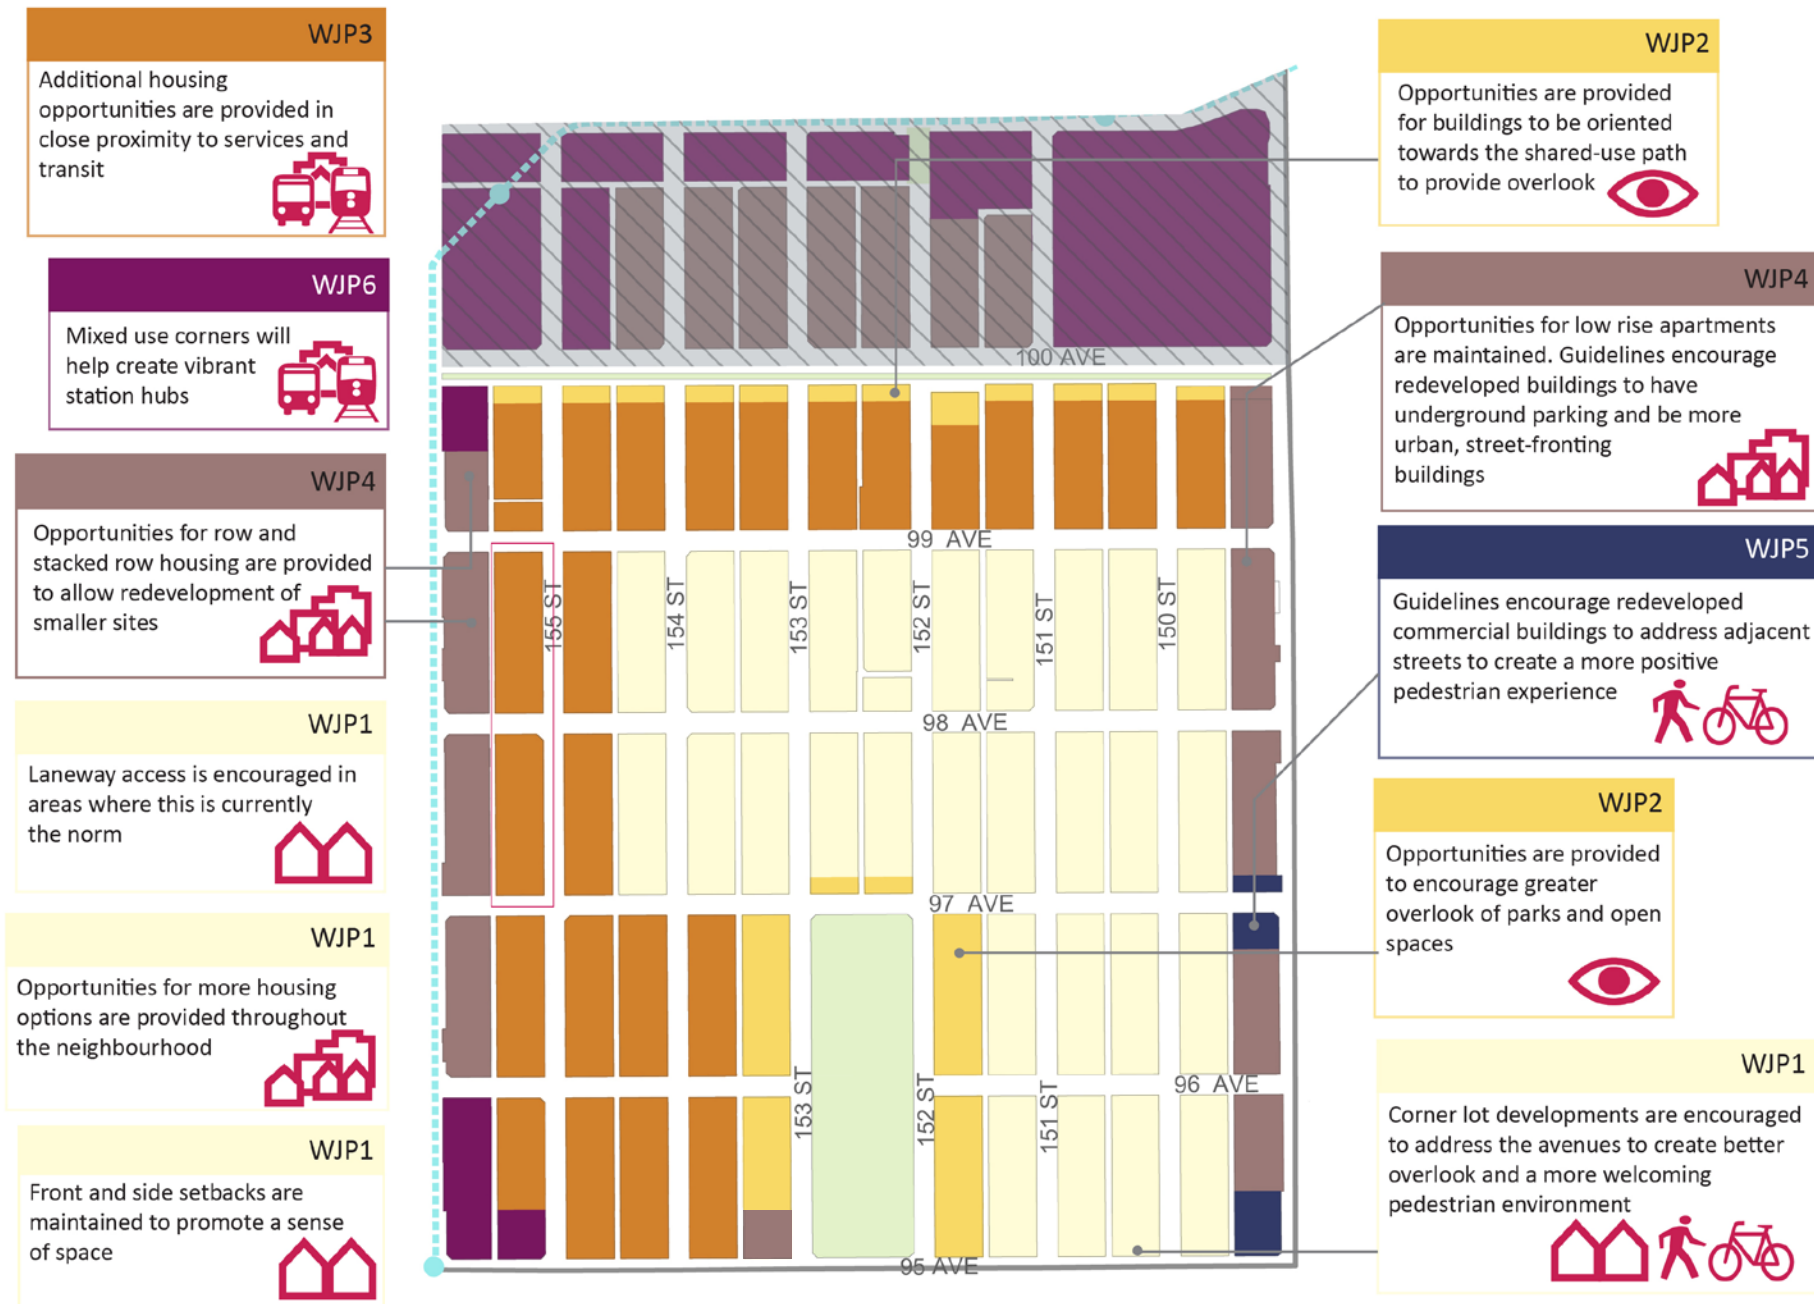 WJP3
Additional housing
opportunities are provided in
close proximity to services and
transit
WJP6
Mixed use corners will
help create vibrant
station hubs
WJP4
Opportunities for row and
stacked row housing are provided
to allow redevelopment of
smaller sites
WJP1
Laneway access is encouraged in
areas where this is currently
the norm
WJP1
Opportunities for more housing
options are provided throughout
the neighbourhood
WJP1
Front and side setbacks are
maintained to promote a sense
of space
100 AVE
99 AVE
155 ST
154 ST
153 ST
152 ST
151 ST
150 ST
98 AVE
97 AVE
96 AVE
153 ST
152 ST
151 ST
95 AVE
WJP2
Opportunities are provided
for buildings to be oriented
towards the shared-use path
to provide overlook
WJP4
Opportunities for low rise apartments
are maintained. Guidelines encourage
redeveloped buildings to have
underground parking and be more
urban, street-fronting
buildings
WJP5
Guidelines encourage redeveloped
commercial buildings to address adjacent
streets to create a more positive
pedestrian experience
WJP2
Opportunities are provided
to encourage greater
overlook of parks and open
spaces
WJP1
Corner lot developments are encouraged
to address the avenues to create better
overlook and a more welcoming
pedestrian environment